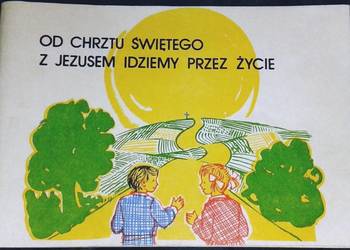 OD CHRZTU ŚWIĘTEGO
Z JEZUSEM IDZIEMY PRZEZ ŻYCIE